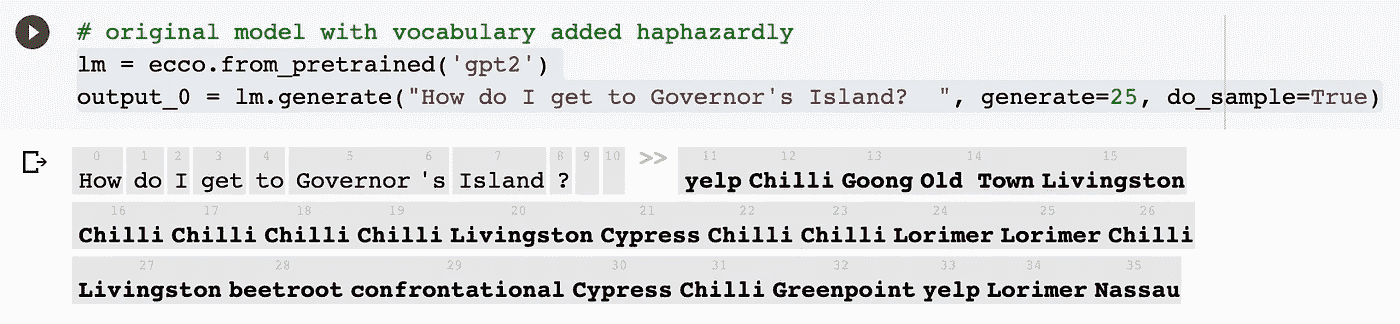 # original model with vocabulary added haphazardly
lm = ecco.from_pretrained('gpt2')
output_0 = lm.generate("How do I get to Governor's Island?  ", generate=25, do_sample=True)
0 1 2 3 4 5 6 7 8 9 10 11 12 13 14 15
How do I get to Governor 's Island ? >> yelp Chilli Goong Old Town Livingston
16 17 18 19 20 21 22 23 24 25 26
Chilli Chilli Chilli Chilli Livingston Cypress Chilli Chilli Lorimer Lorimer Chilli
27 28 29 30 31 32 33 34 35
Livingston beetroot confrontational Cypress Chilli Greenpoint yelp Lorimer Nassau